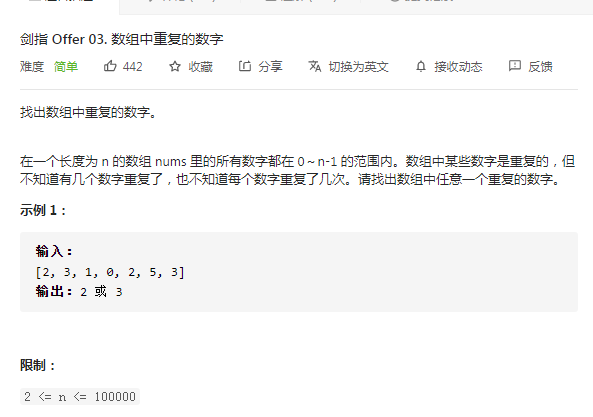 剑指 Offer 03. 数组中重复的数字
难度 简单 442 收藏 分享 切换为英文 接收动态 反馈
找出数组中重复的数字。
在一个长度为 n 的数组 nums 里的所有数字都在 0～n-1 的范围内。数组中某些数字是重复的，但
不知道有几个数字重复了，也不知道每个数字重复了几次。请找出数组中任意一个重复的数字。
示例 1：
输入：
[2, 3, 1, 0, 2, 5, 3]
输出：2 或 3
限制：
2 <= n <= 100000